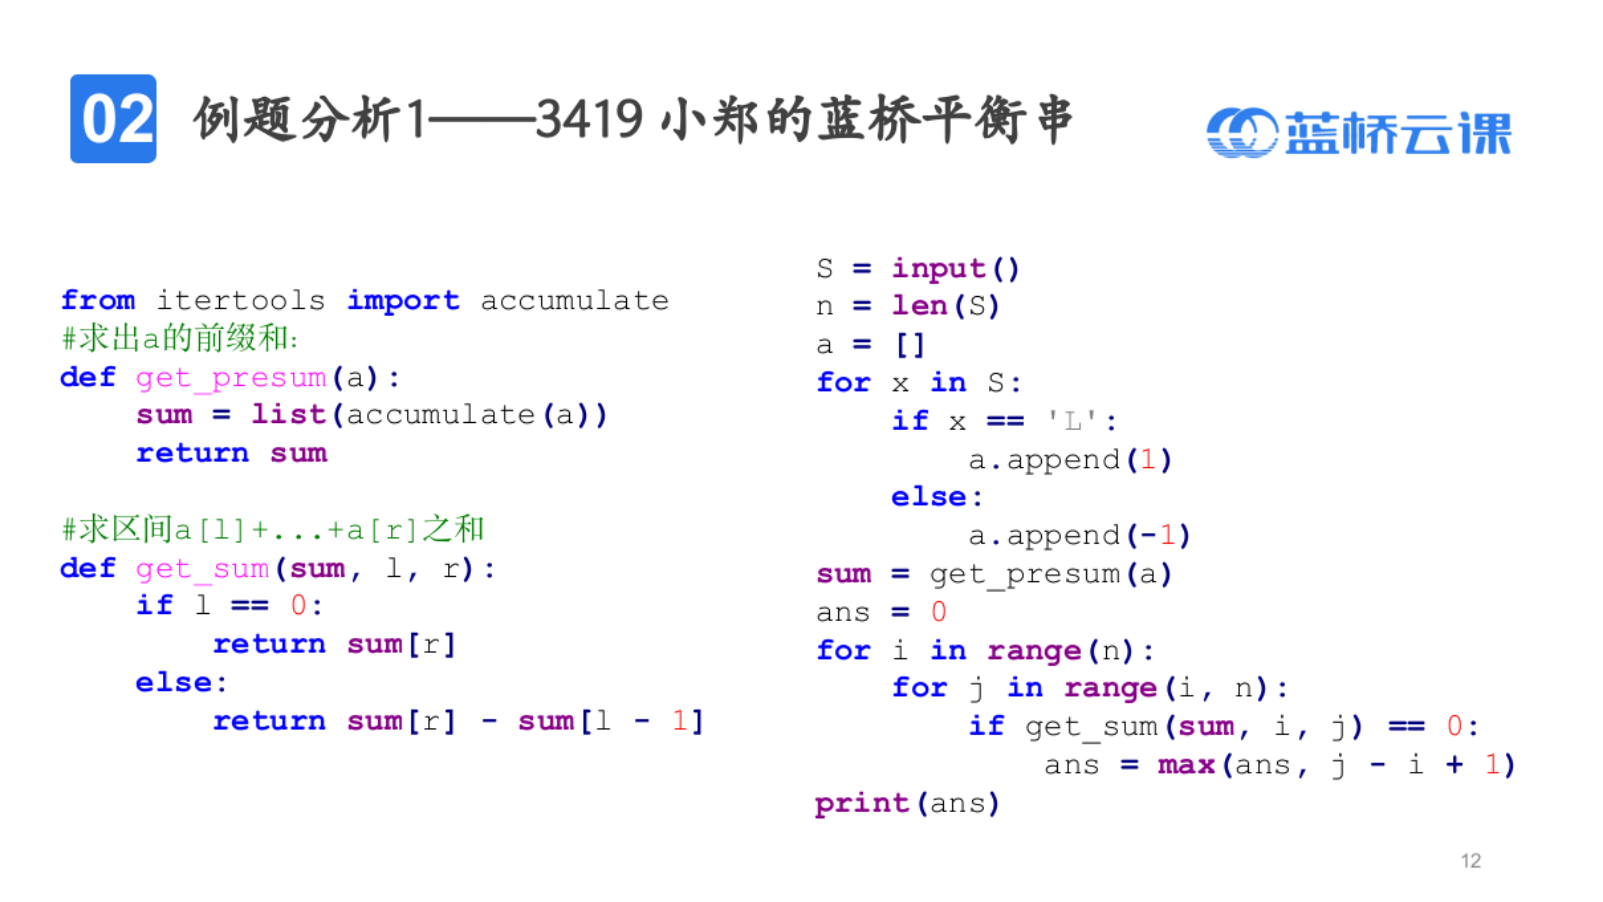 02 例题分析1——3419 小郑的蓝桥平衡串
蓝桥云课
from itertools import accumulate
#求出a的前缀和:
def get_presum(a):
    sum = list(accumulate(a))
    return sum

#求区间a[l]+...+a[r]之和
def get_sum(sum, l, r):
    if l == 0:
        return sum[r]
    else:
        return sum[r] - sum[l - 1]
S = input()
n = len(S)
a = []
for x in S:
    if x == 'L':
        a.append(1)
    else:
        a.append(-1)
sum = get_presum(a)
ans = 0
for i in range(n):
    for j in range(i, n):
        if get_sum(sum, i, j) == 0:
            ans = max(ans, j - i + 1)
print(ans)
12